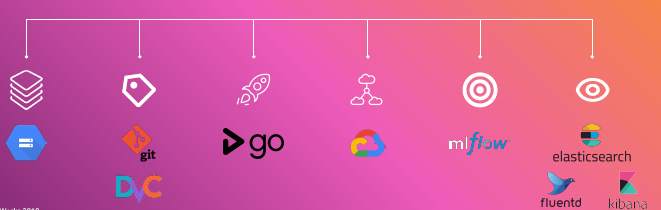 git
go
mlflow
elasticsearch
DVC
fluentd
kibana